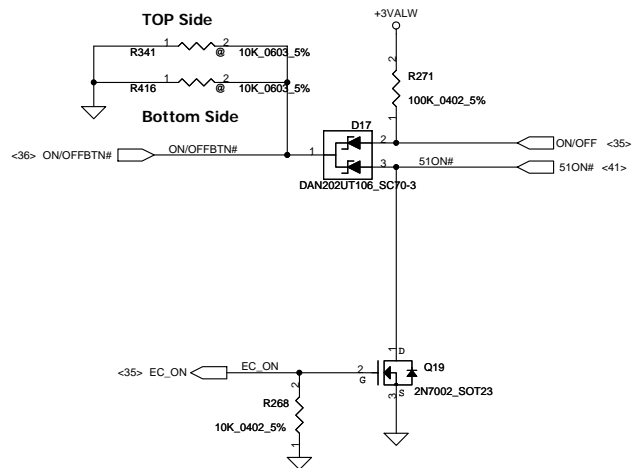 TOP Side
+3VALW
R341
1
2
@
10K_0603_5%
R416
1
2
@
10K_0603_5%
2
1
R271
100K_0402_5%
Bottom Side
<36> ON/OFFBTN#
ON/OFFBTN#
1
D17
2
3
DAN202UT106_SC70-3
ON/OFF <35>
51ON#
51ON# <41>
<35> EC_ON
EC_ON
2
G
1
D
3
S
Q19
2N7002_SOT23
2
1
R268
10K_0402_5%